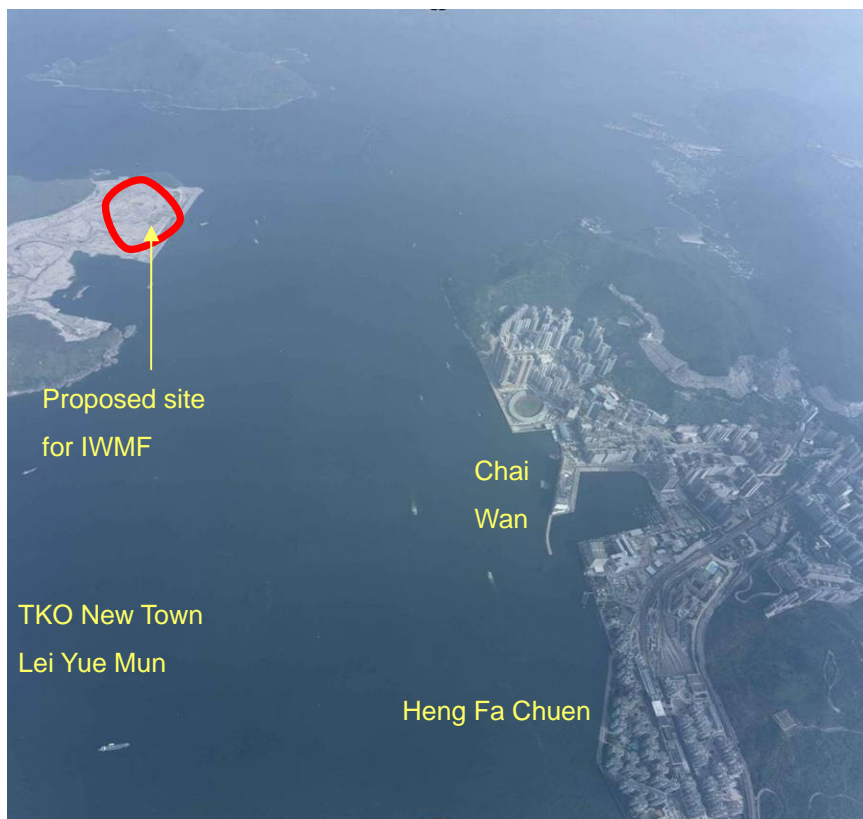 Proposed site
for IWMF
Chai
Wan
TKO New Town
Lei Yue Mun
Heng Fa Chuen